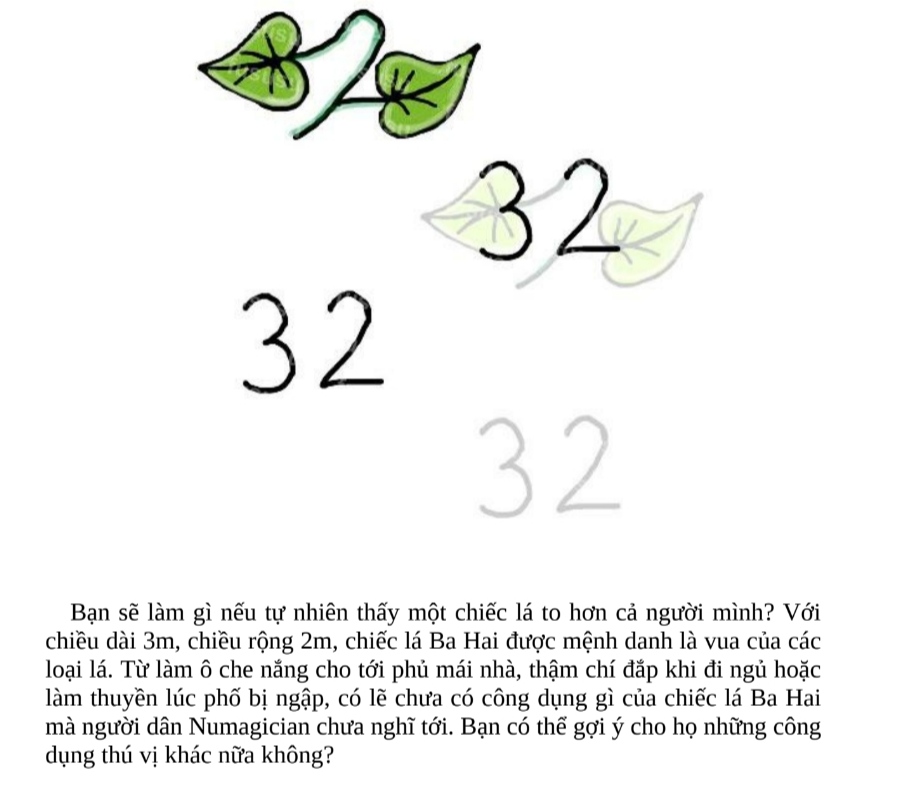 32
32
32
Bạn sẽ làm gì nếu tự nhiên thấy một chiếc lá to hơn cả người mình? Với
chiều dài 3m, chiều rộng 2m, chiếc lá Ba Hai được mệnh danh là vua của các
loại lá. Từ làm ô che nắng cho tới phủ mái nhà, thậm chí đắp khi đi ngủ hoặc
làm thuyền lúc phố bị ngập, có lẽ chưa có công dụng gì của chiếc lá Ba Hai
mà người dân Numagician chưa nghĩ tới. Bạn có thể gợi ý cho họ những công
dụng thú vị khác nữa không?